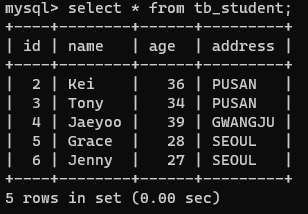 mysql> select * from tb_student;
+----+--------+------+---------+
| id | name   | age  | address |
+----+--------+------+---------+
|  2 | Kei    |   36 | PUSAN   |
|  3 | Tony   |   34 | PUSAN   |
|  4 | Jaeyoo |   39 | GWANGJU |
|  5 | Grace  |   28 | SEOUL   |
|  6 | Jenny  |   27 | SEOUL   |
+----+--------+------+---------+
5 rows in set (0.00 sec)